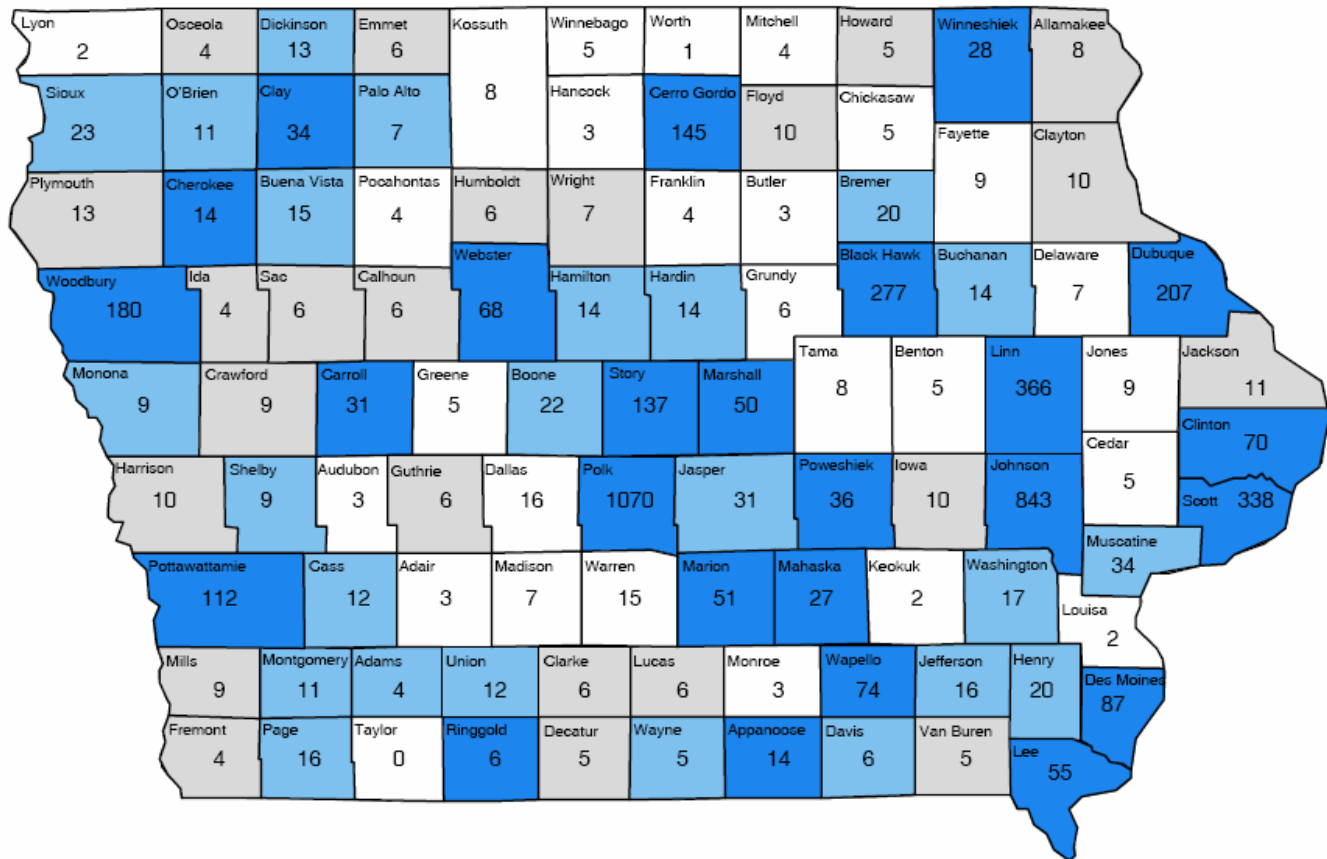 Lyon
2
Osceola
4
Dickinson
13
Emmet
6
Kossuth
8
Winnebago
5
Worth
1
Mitchell
4
Howard
5
Winneshiek
28
Allamakee
8
Sioux
23
O'Brien
11
Clay
34
Palo Alto
7
Hancock
3
Cerro Gordo
145
Floyd
10
Chickasaw
5
Fayette
9
Clayton
10
Plymouth
13
Cherokee
14
Buena Vista
15
Pocahontas
4
Humboldt
6
Wright
7
Franklin
4
Butler
3
Bremer
20
Woodbury
180
Ida
4
Sac
6
Calhoun
6
Webster
68
Hamilton
14
Hardin
14
Grundy
6
Black Hawk
277
Buchanan
14
Delaware
7
Dubuque
207
Monona
9
Crawford
9
Carroll
31
Greene
5
Boone
22
Story
137
Marshall
50
Tama
8
Benton
5
Linn
366
Jones
9
Jackson
11
Clinton
70
Cedar
5
Harrison
10
Shelby
9
Audubon
3
Guthrie
6
Dallas
16
Polk
1070
Jasper
31
Poweshiek
36
Iowa
10
Johnson
843
Scott
338
Muscatine
34
Pottawattamie
112
Cass
12
Adair
3
Madison
7
Warren
15
Marion
51
Mahaska
27
Keokuk
2
Washington
17
Louisa
2
Mills
9
Montgomery
11
Adams
4
Union
12
Clarke
6
Lucas
6
Monroe
3
Wapello
74
Jefferson
16
Henry
20
Des Moines
87
Fremont
4
Page
16
Taylor
0
Ringgold
6
Decatur
5
Wayne
5
Appanoose
14
Davis
6
Van Buren
5
Lee
55